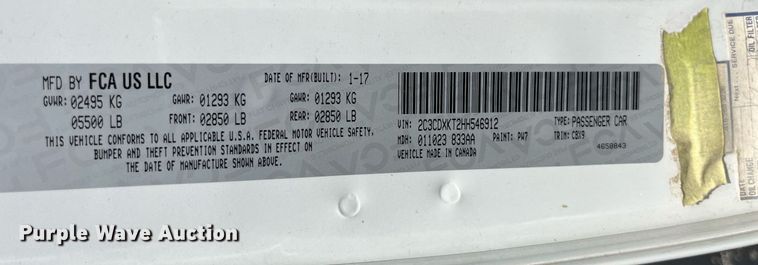 MFD BY FCA US LLC DATE OF MFR(BUILT): 1-17
GVWR: 02495 KG GAWR: 01293 KG GAWR: 01293 KG
05500 LB FRONT: 02850 LB REAR: 02850 LB
THIS VEHICLE CONFORMS TO ALL APPLICABLE U.S.A. FEDERAL MOTOR VEHICLE SAFETY,
BUMPER AND THEFT PREVENTION STANDARDS IN EFFECT ON
THE DATE OF MANUFACTURE SHOWN ABOVE.
VIN: 2C3CDXKT2HH546912 TYPE: PASSENGER CAR
MDH: 011023 833AA PAINT: PW7 TRIM: CBX9
VEHICLE MADE IN CANADA 4650843
SERVICE DUE
OIL FILTER
DATE
OIL CHANGE
Purple Wave Auction